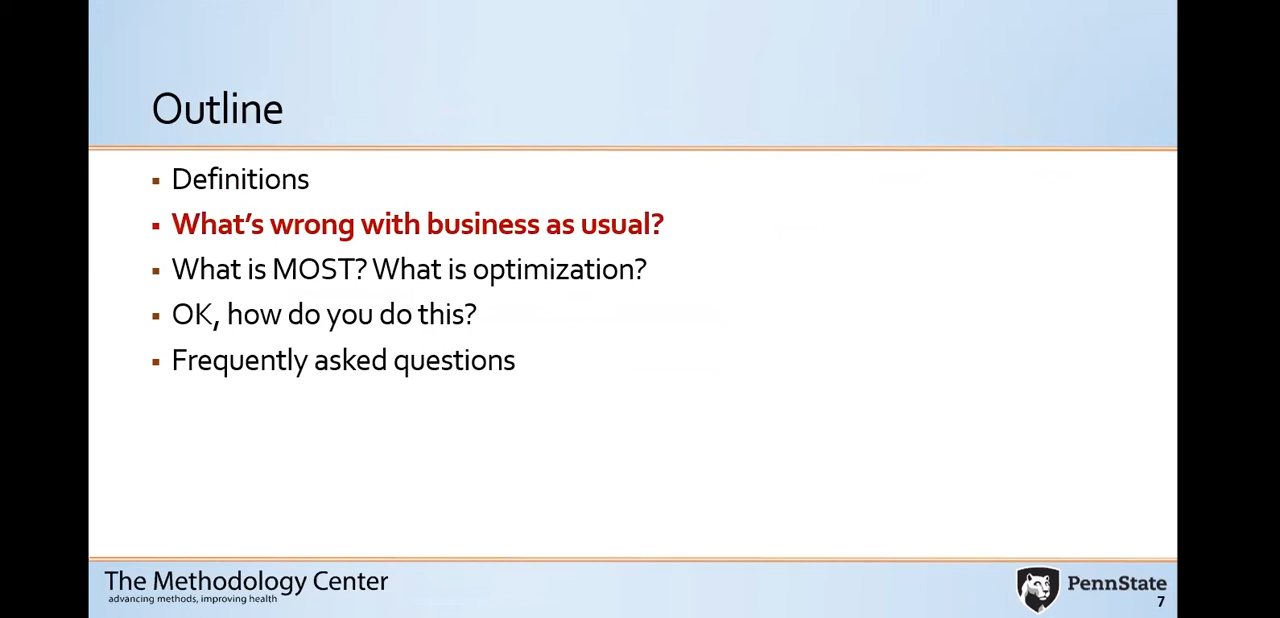 Outline
▪ Definitions
▪ What's wrong with business as usual?
▪ What is MOST? What is optimization?
▪ OK, how do you do this?
▪ Frequently asked questions
The Methodology Center
advancing methods, improving health
PennState
7